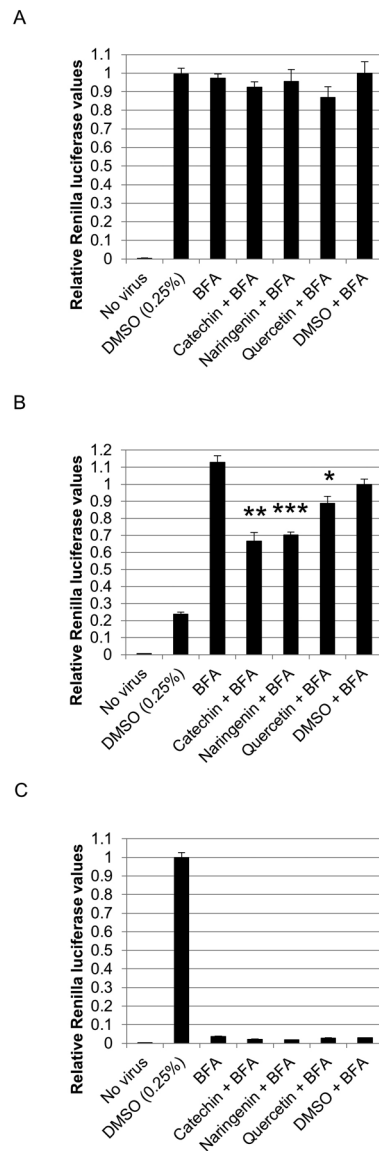 A
Relative Renilla luciferase values
1.1
1
0.9
0.8
0.7
0.6
0.5
0.4
0.3
0.2
0.1
0
No virus
DMSO (0.25%)
BFA
Catechin + BFA
Naringenin + BFA
Quercetin + BFA
DMSO + BFA
B
Relative Renilla luciferase values
1.2
1.1
1
0.9
0.8
0.7
0.6
0.5
0.4
0.3
0.2
0.1
0
**
***
*
No virus
DMSO (0.25%)
BFA
Catechin + BFA
Naringenin + BFA
Quercetin + BFA
DMSO + BFA
C
Relative Renilla luciferase values
1.1
1
0.9
0.8
0.7
0.6
0.5
0.4
0.3
0.2
0.1
0
No virus
DMSO (0.25%)
BFA
Catechin + BFA
Naringenin + BFA
Quercetin + BFA
DMSO + BFA